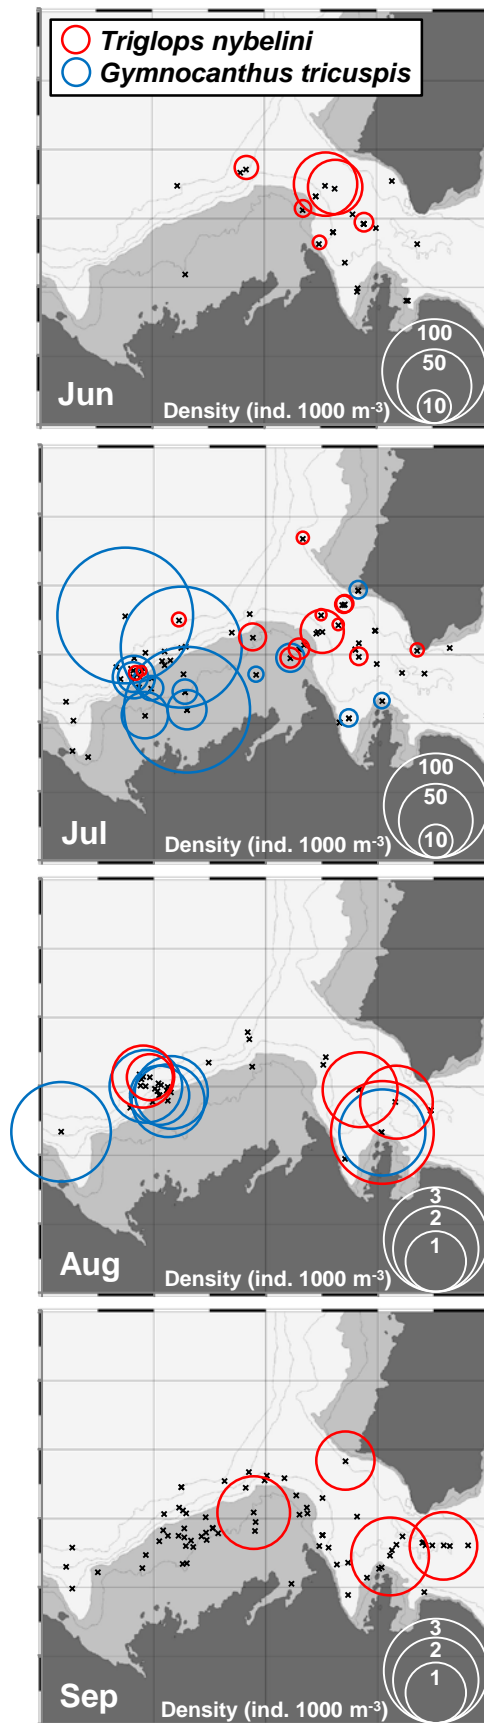 Triglops nybelini
Gymnocanthus tricuspis
100
50
10
Jun
Density (ind. 1000 m-3)
100
50
10
Jul
Density (ind. 1000 m-3)
3
2
1
Aug
Density (ind. 1000 m-3)
3
2
1
Sep
Density (ind. 1000 m-3)